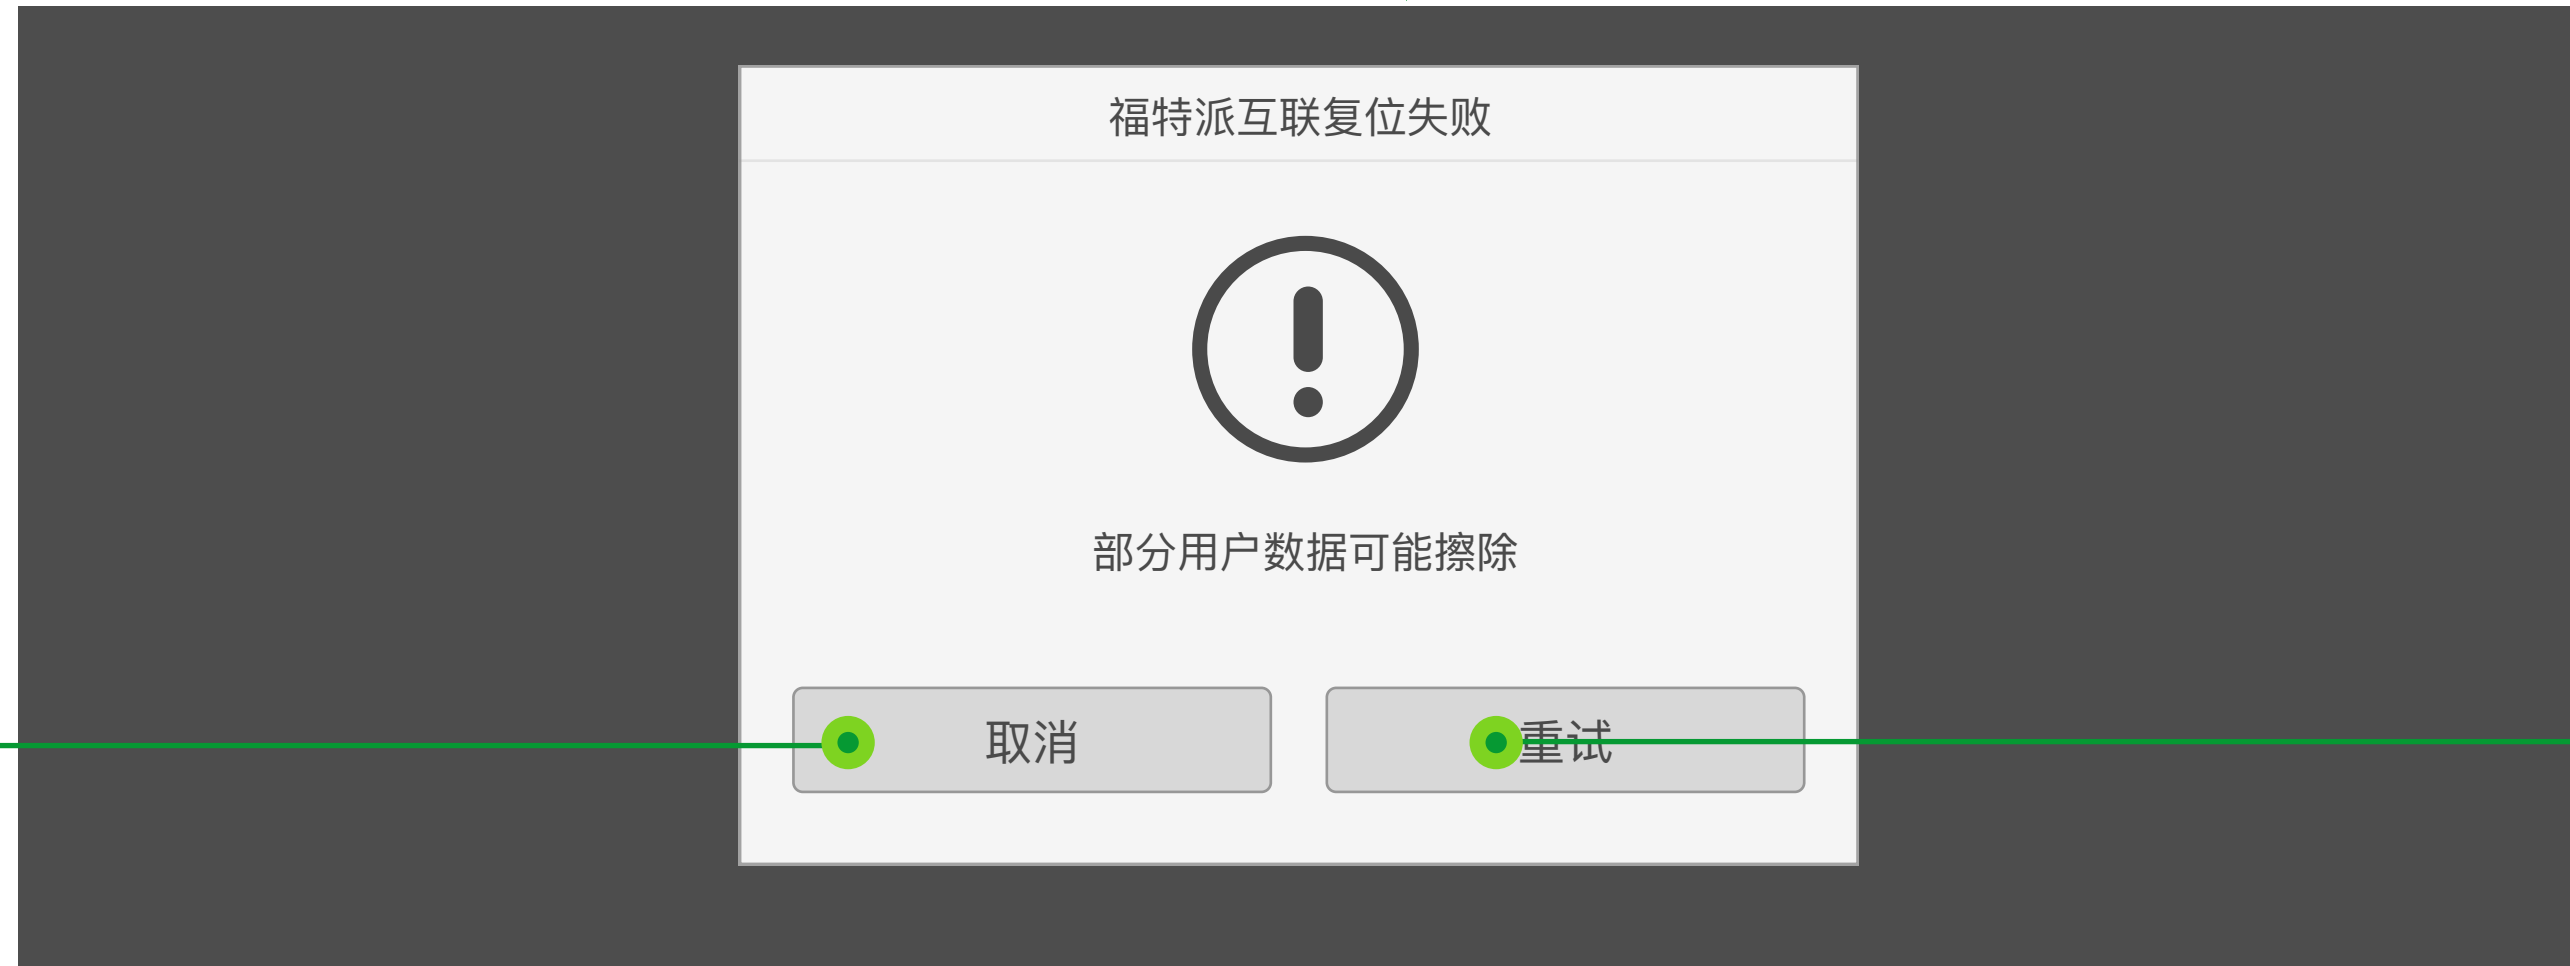 福特派互联复位失败
部分用户数据可能擦除
取消
重试